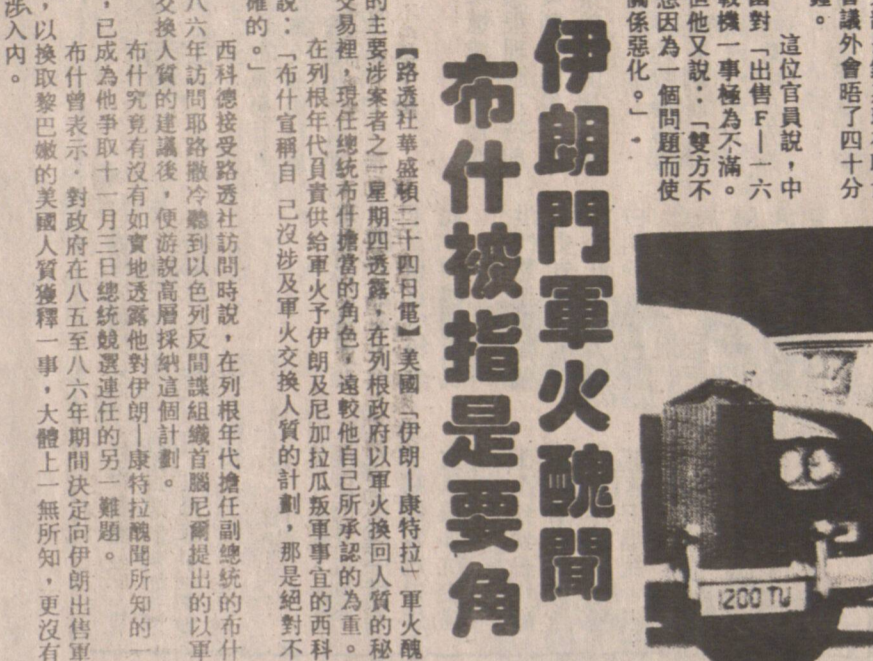 會議外會晤了四十分
鐘。
這位官員說，中
面對「出售F—一六
戰機一事極為不滿。
但他又說：「雙方不
想因為一個問題而使
關係惡化。」
伊朗門軍火醜聞
布什被指是要角
【路透社華盛頓二十四日電】美國「伊朗—康特拉」軍火醜
的主要涉案者之一星期四透露，在列根政府以軍火換回人質的秘
交易裡，現任總統布什擔當的角色，遠較他自己所承認的為重。
在列根年代負責供給軍火予伊朗及尼加拉瓜叛軍事宜的西科
說：「布什宣稱自己沒涉及軍火交換人質的計劃，那是絕對不
確的。」
西科德接受路透社訪問時說，在列根年代擔任副總統的布什
八六年訪問耶路撒冷聽到以色列反間諜組織首腦尼爾提出的以軍
交換人質的建議後，便游說高層採納這個計劃。
布什究竟有沒有如實地透露他對伊朗—康特拉醜聞所知的一
，已成為他爭取十一月三日總統競選連任的另一難題。
布什曾表示，對政府在八五至八六年期間決定向伊朗出售軍
，以換取黎巴嫩的美國人質獲釋一事，大體上一無所知，更沒有
涉入內。
1200 TU